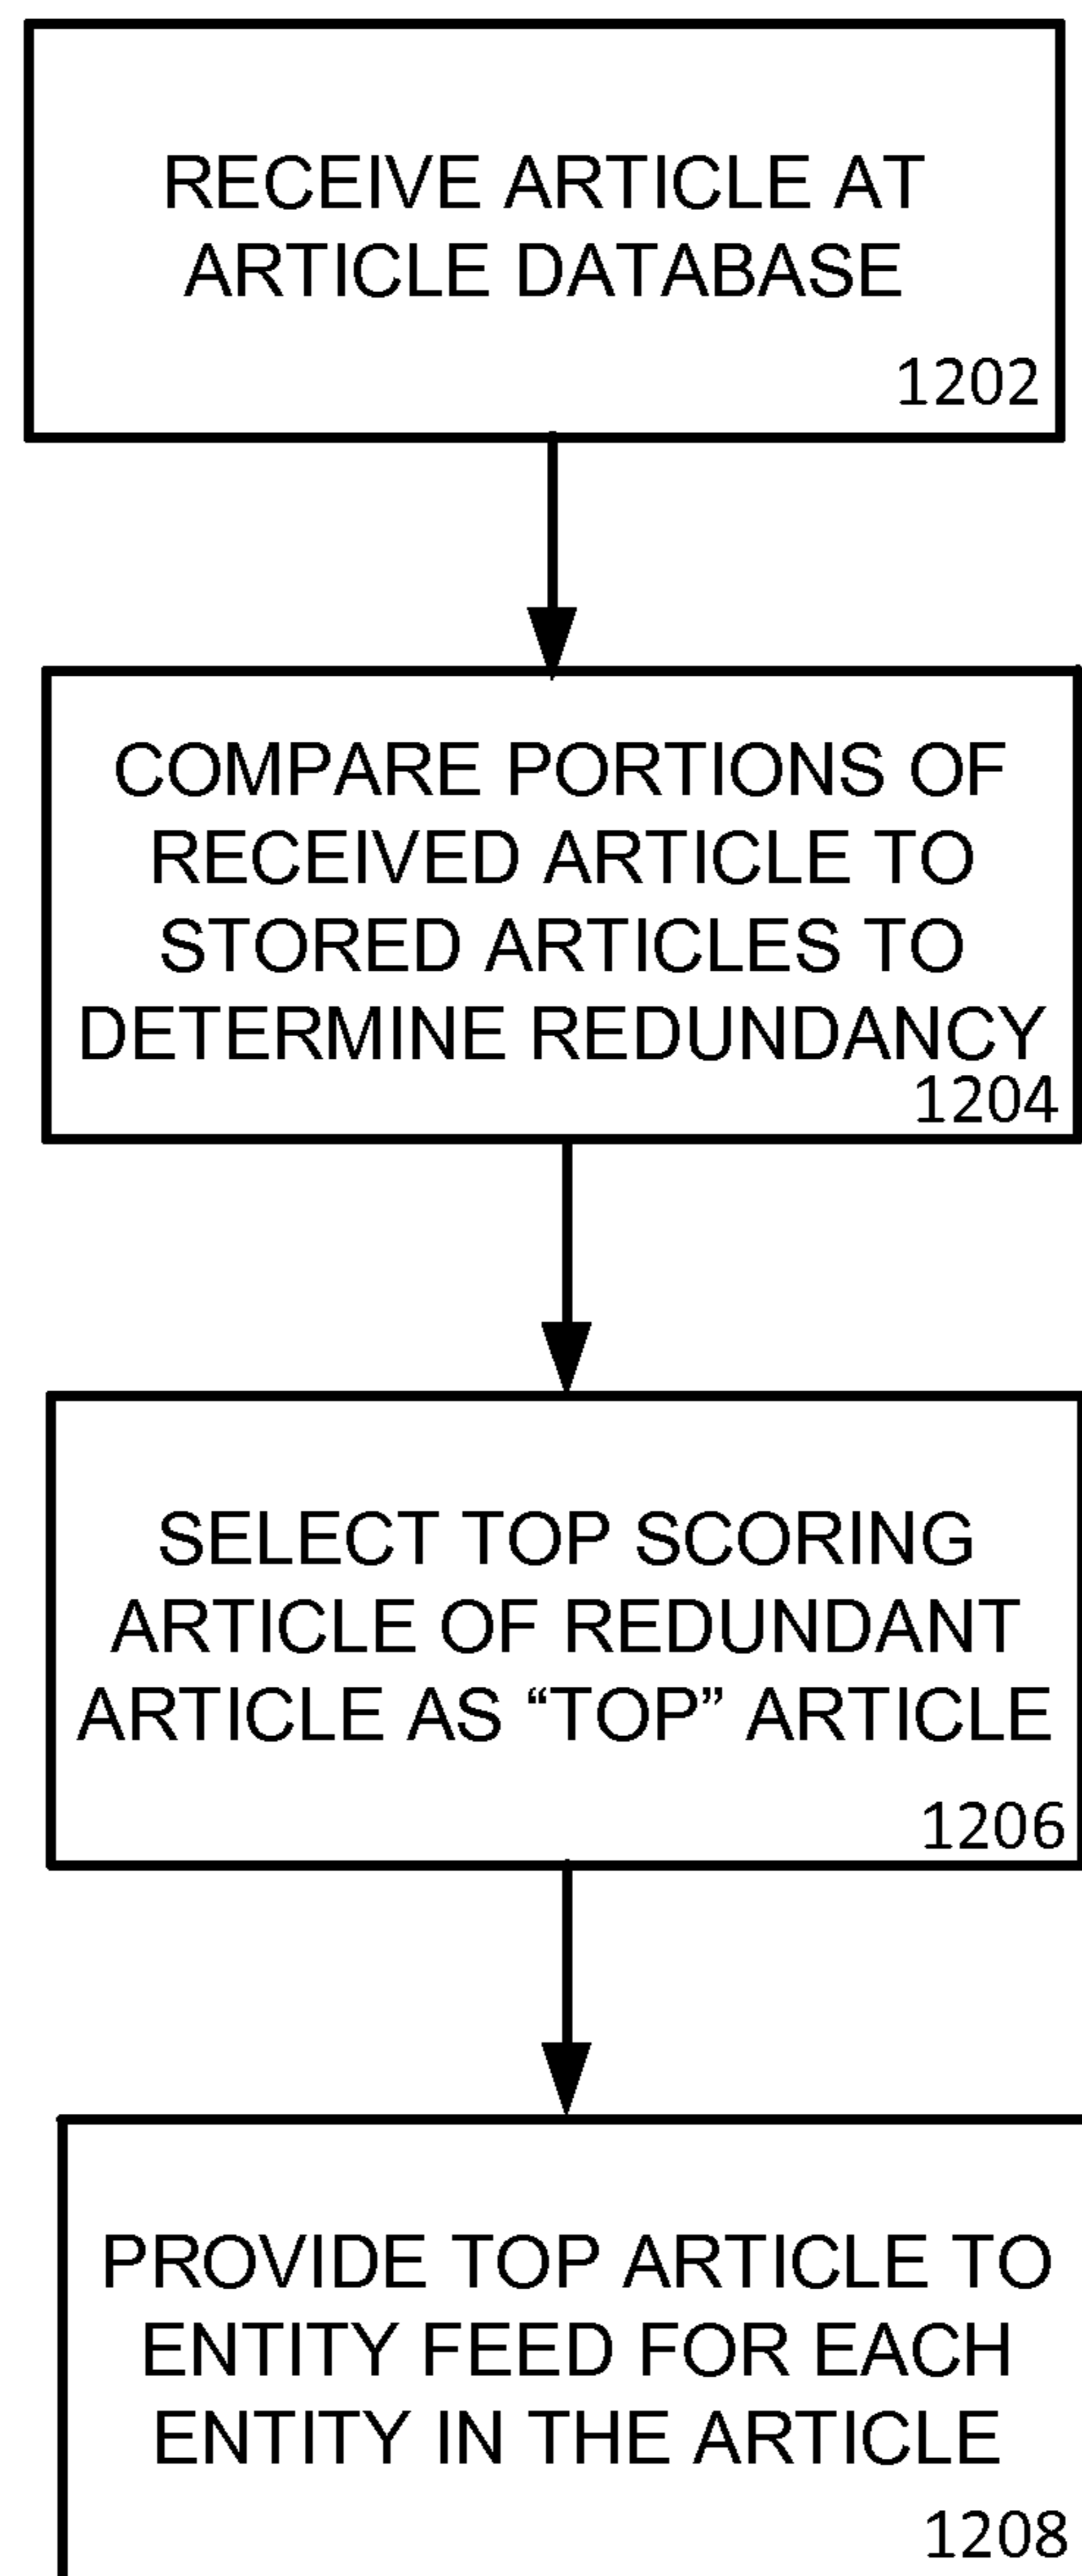 RECEIVE ARTICLE AT
ARTICLE DATABASE
1202
COMPARE PORTIONS OF
RECEIVED ARTICLE TO
STORED ARTICLES TO
DETERMINE REDUNDANCY
1204
SELECT TOP SCORING
ARTICLE OF REDUNDANT
ARTICLE AS “TOP” ARTICLE
1206
PROVIDE TOP ARTICLE TO
ENTITY FEED FOR EACH
ENTITY IN THE ARTICLE
1208